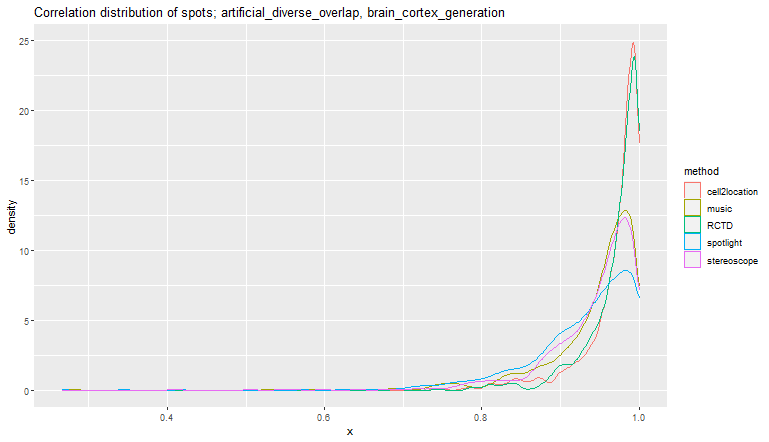 Correlation distribution of spots; artificial_diverse_overlap, brain_cortex_generation
25
20
15
10
5
0
density
0.4
0.6
0.8
1.0
x
method
cell2location
music
RCTD
spotlight
stereoscope